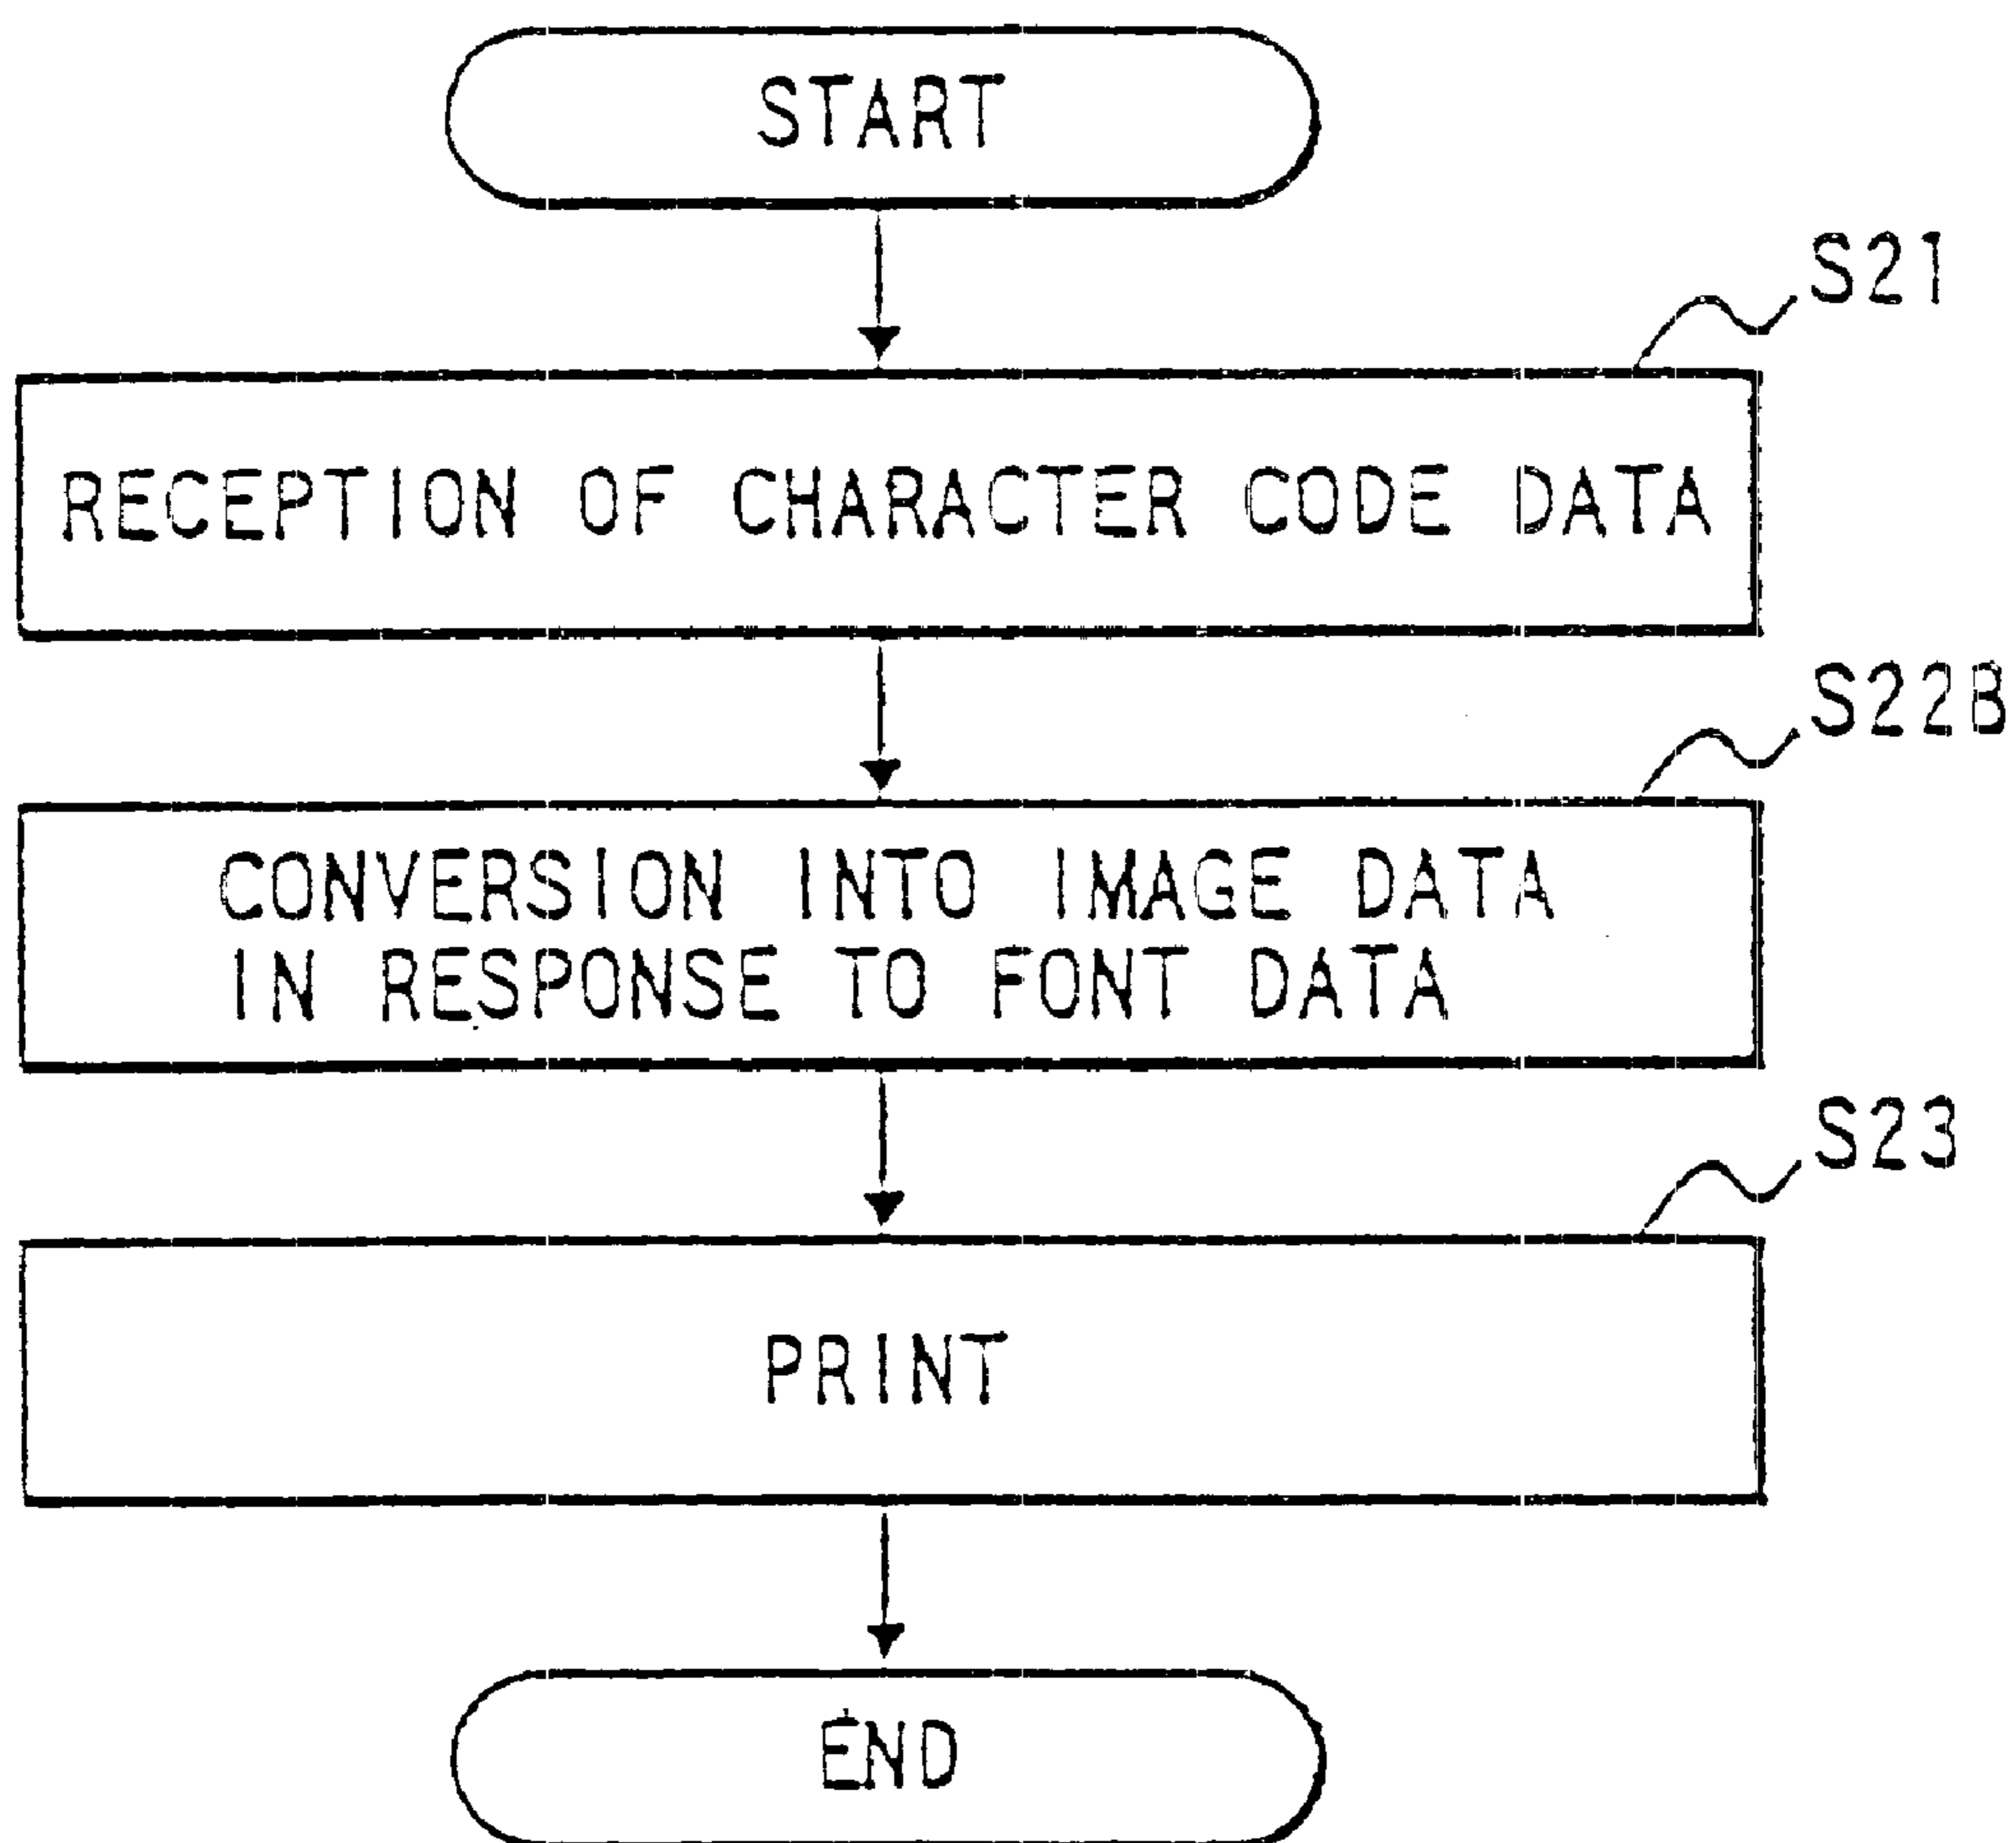 START
S21
RECEPTION OF CHARACTER CODE DATA
S22B
CONVERSION INTO IMAGE DATA
IN RESPONSE TO FONT DATA
S23
PRINT
END